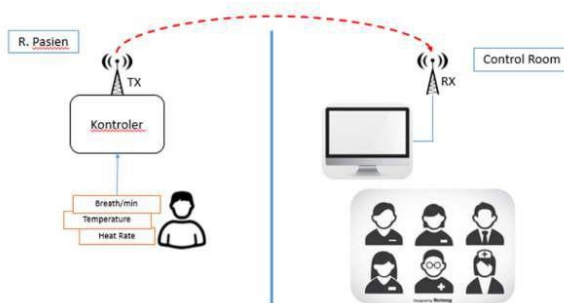 R. Pasien
TX
Kontroler
Breath/min
Temperature
Heat Rate
Control Room
RX